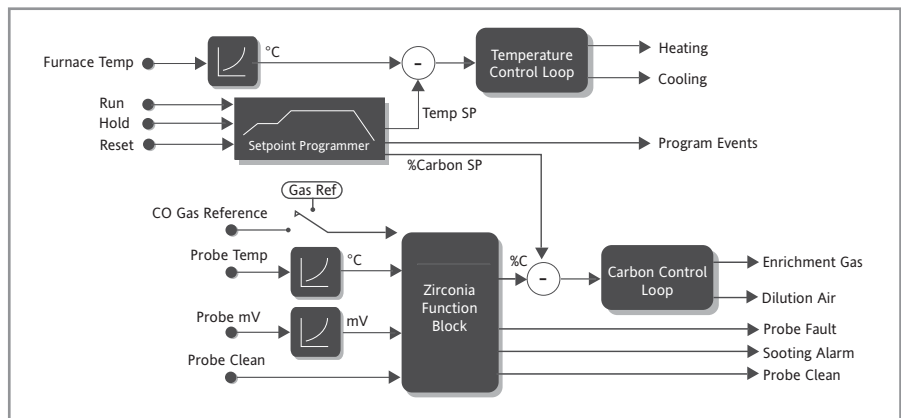 Furnace Temp
°C
-
Temperature
Control Loop
Heating
Cooling
Run
Hold
Reset
Setpoint Programmer
Temp SP
%Carbon SP
Program Events
Gas Ref
CO Gas Reference
Probe Temp
°C
Probe mV
mV
Probe Clean
Zirconia
Function
Block
%C
-
Carbon Control
Loop
Enrichment Gas
Dilution Air
Probe Fault
Sooting Alarm
Probe Clean